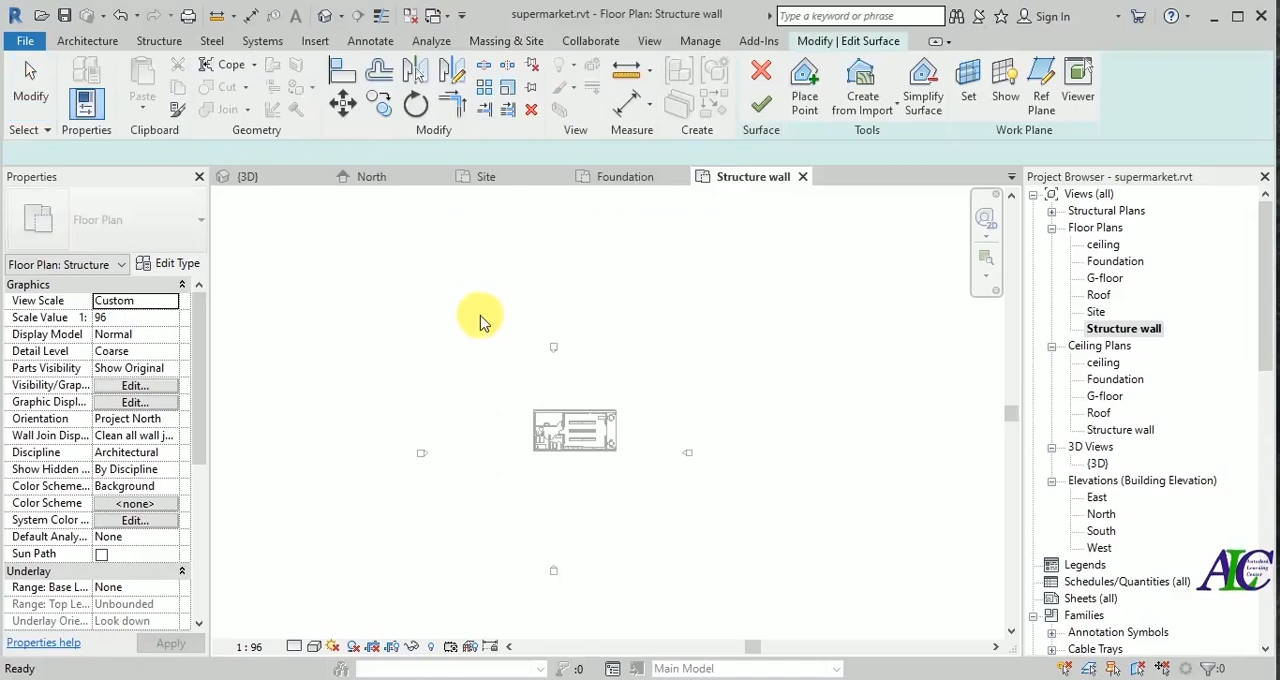 supermarket.rvt - Floor Plan: Structure wall
Type a keyword or phrase
Sign In
File
Architecture
Structure
Steel
Systems
Insert
Annotate
Analyze
Massing & Site
Collaborate
View
Manage
Add-Ins
Modify | Edit Surface
Modify
Paste
Cope
Cut
Join
Place Point
Create from Import
Simplify Surface
Set
Show
Ref Plane
Viewer
Select
Properties
Clipboard
Geometry
Modify
View
Measure
Create
Surface
Tools
Work Plane
Properties
{3D}
North
Site
Foundation
Structure wall
Project Browser - supermarket.rvt
Floor Plan
Floor Plan: Structure
Edit Type
Graphics
View Scale
Custom
Scale Value 1:
96
Display Model
Normal
Detail Level
Coarse
Parts Visibility
Show Original
Visibility/Grap...
Edit...
Graphic Displ...
Edit...
Orientation
Project North
Wall Join Disp...
Clean all wall j...
Discipline
Architectural
Show Hidden ...
By Discipline
Color Scheme...
Background
Color Scheme
<none>
System Color ...
Edit...
Default Analy...
None
Sun Path
Underlay
Range: Base L...
None
Range: Top Le...
Unbounded
Underlay Orie...
Look down
Properties help
Apply
2D
Views (all)
Structural Plans
Floor Plans
ceiling
Foundation
G-floor
Roof
Site
Structure wall
Ceiling Plans
ceiling
Foundation
G-floor
Roof
Structure wall
3D Views
{3D}
Elevations (Building Elevation)
East
North
South
West
Legends
Schedules/Quantities (all)
Sheets (all)
Families
Annotation Symbols
Cable Trays
ALC
Autodesk
Learning
Center
1 : 96
Ready
:0
Main Model
:0